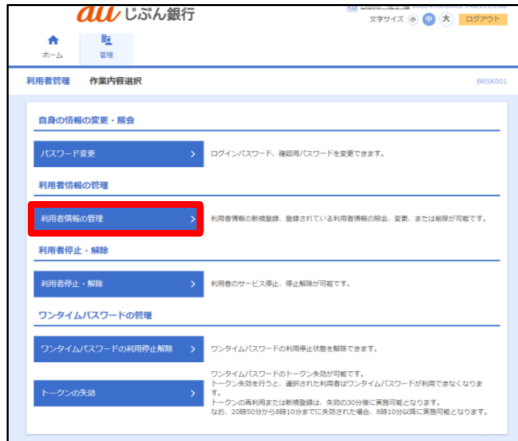 au じぶん銀行
文字サイズ 小 中 大 ログアウト
ホーム
管理
利用者管理 作業内容選択 BRSK001
自身の情報の変更・照会
パスワード変更 ログインパスワード、確認用パスワードを変更できます。
利用者情報の管理
利用者情報の管理 利用者情報の新規登録、登録されている利用者情報の照会、変更、または削除が可能です。
利用者停止・解除
利用者停止・解除 利用者のサービス停止、停止解除が可能です。
ワンタイムパスワードの管理
ワンタイムパスワードの利用停止解除 ワンタイムパスワードの利用停止状態を解除できます。
トークンの失効
ワンタイムパスワードのトークン失効が可能です。
トークン失効を行うと、選択された利用者はワンタイムパスワードが利用できなくなりま
す。
トークンの再利用または新規登録は、失効の30分後に実施可能となります。
なお、20時50分から8時10分までに失効された場合、8時10分以降に実施可能となります。